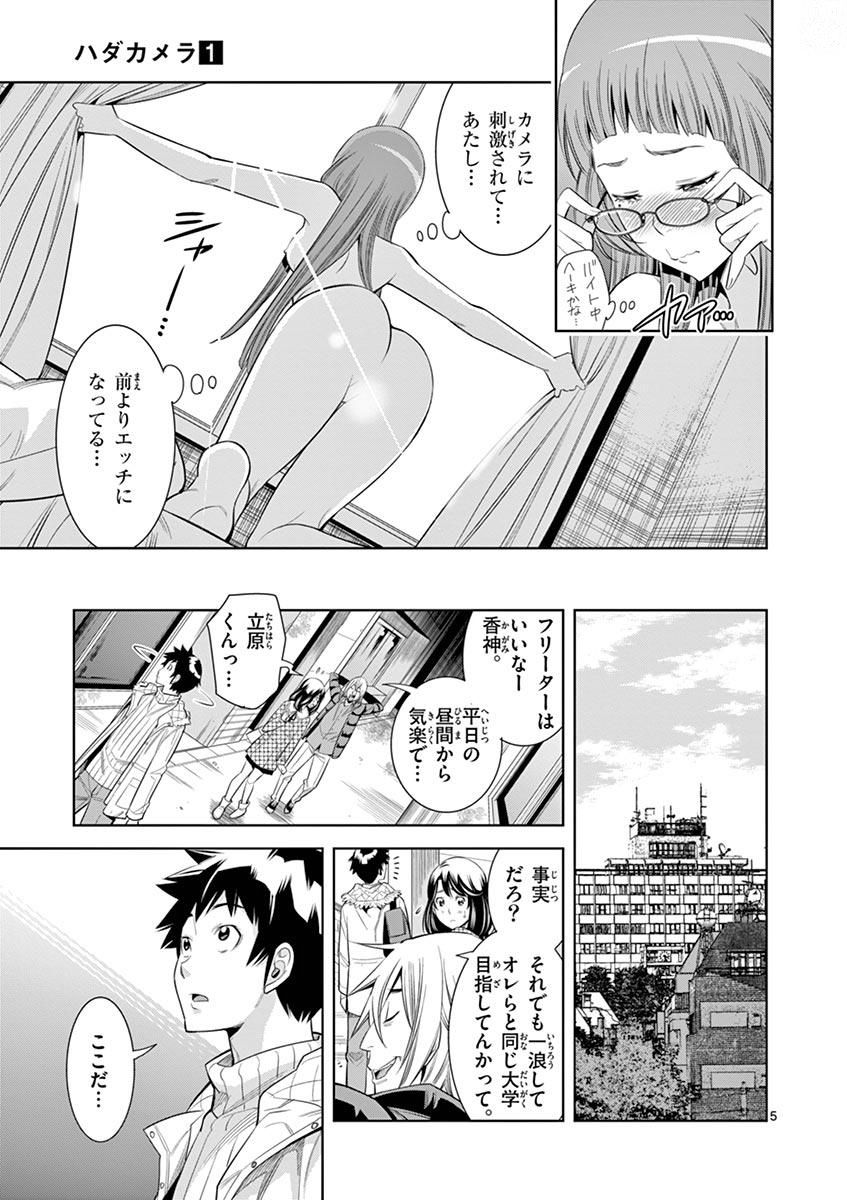 ハダカメラ1
バイト中
ヘーキかな…
カァァ…
カメラに
刺激されて…
あたし…
前よりエッチに
なってる…
フリーターは
いいなー
香神。
平日の
昼間から
気楽で…
立原
くんっ…
事実
だろ?
それでも一浪して
オレらと同じ大学
目指してんかって。
ここだ…
5